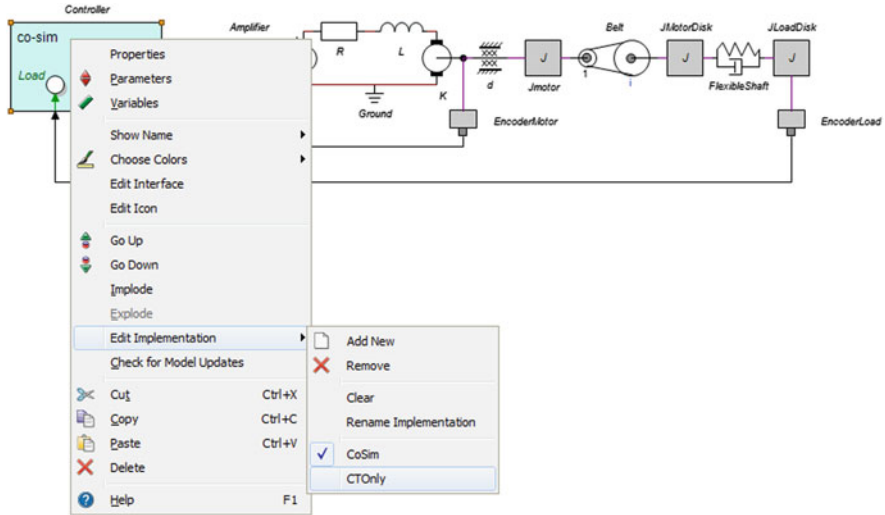 Controller
co-sim
Load
Amplifier
R
L
K
Ground
d
J
Jmotor
Belt
1
i
JMotorDisk
J
FlexibleShaft
JLoadDisk
J
EncoderMotor
EncoderLoad
Properties
Parameters
Variables
Show Name
Choose Colors
Edit Interface
Edit Icon
Go Up
Go Down
Implode
Explode
Edit Implementation
Check for Model Updates
Cut Ctrl+X
Copy Ctrl+C
Paste Ctrl+V
Delete
Help F1
Add New
Remove
Clear
Rename Implementation
CoSim
CTOnly